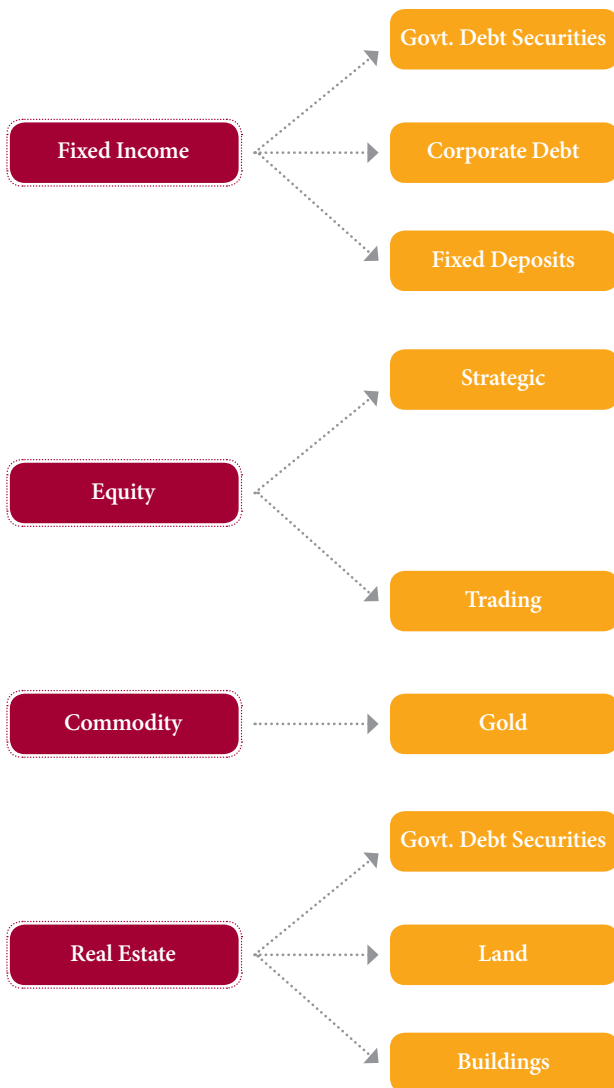 Fixed Income
Govt. Debt Securities
Corporate Debt
Fixed Deposits
Equity
Strategic
Trading
Commodity
Gold
Real Estate
Govt. Debt Securities
Land
Buildings